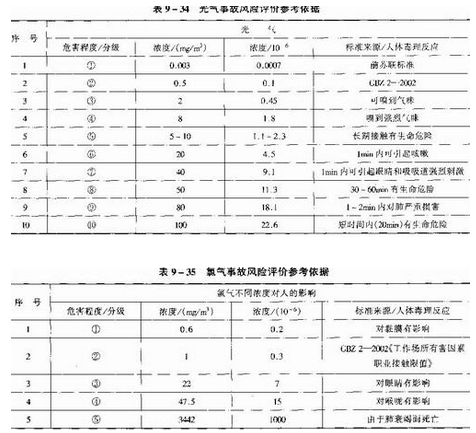 表 9-34 光气事故风险评价参考依据
序 号 光 气
危害程度/分级 浓度/(mg/m³) 浓度/10⁻⁶ 标准来源/人体毒理反应
1 ① 0.003 0.0007 前苏联标准
2 ② 0.5 0.1 GBZ 2-2002
3 ③ 2 0.45 可嗅到气味
4 ④ 8 1.8 嗅到强烈气味
5 ⑤ 5-10 1.1-2.3 长期接触有生命危险
6 ⑥ 20 4.5 1min内可引起咳嗽
7 ⑦ 40 9.1 1min内可引起眼睛和吸吸道强烈刺激
8 ⑧ 50 11.3 30-60min有生命危险
9 ⑨ 80 18.1 1-2min内对肺严重损害
10 ⑩ 100 22.6 短时间内(20min)有生命危险
表 9-35 氯气事故风险评价参考依据
序 号 氯气不同浓度对人的影响
危害程度/分级 浓度/(mg/m³) 浓度/(10⁻⁶) 标准来源/人体毒理反应
1 ① 0.6 0.2 对黏膜有影响
2 ② 1 0.3 GBZ 2—2002《工作场所有害因素
职业接触限值》
3 ③ 22 7 对眼睛有影响
4 ④ 47.5 15 对喉咙有影响
5 ⑤ 3442 1000 由于肺衰竭而死亡